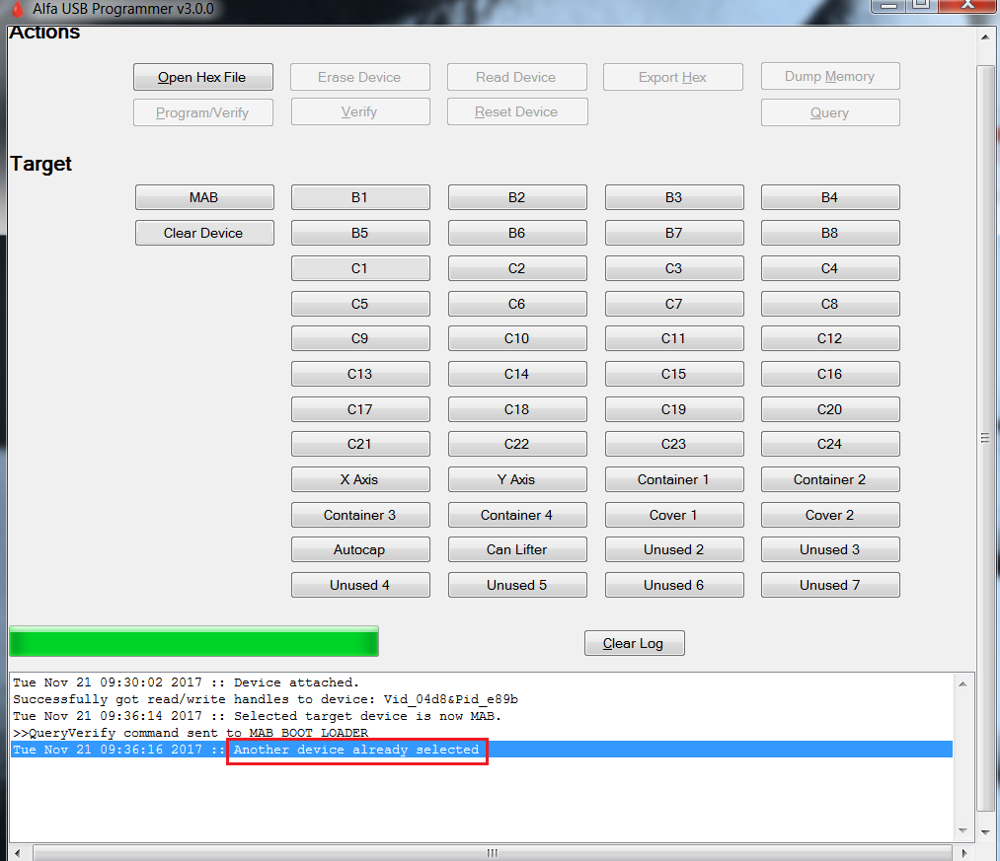 Alfa USB Programmer v3.0.0
Actions
Open Hex File Erase Device Read Device Export Hex Dump Memory
Program/Verify Verify Reset Device Query
Target
MAB B1 B2 B3 B4
Clear Device B5 B6 B7 B8
C1 C2 C3 C4
C5 C6 C7 C8
C9 C10 C11 C12
C13 C14 C15 C16
C17 C18 C19 C20
C21 C22 C23 C24
X Axis Y Axis Container 1 Container 2
Container 3 Container 4 Cover 1 Cover 2
Autocap Can Lifter Unused 2 Unused 3
Unused 4 Unused 5 Unused 6 Unused 7
Clear Log
Tue Nov 21 09:30:02 2017 :: Device attached.
Successfully got read/write handles to device: Vid_04d8&Pid_e89b
Tue Nov 21 09:36:14 2017 :: Selected target device is now MAB.
>>QueryVerify command sent to MAB BOOT LOADER
Tue Nov 21 09:36:16 2017 :: Another device already selected